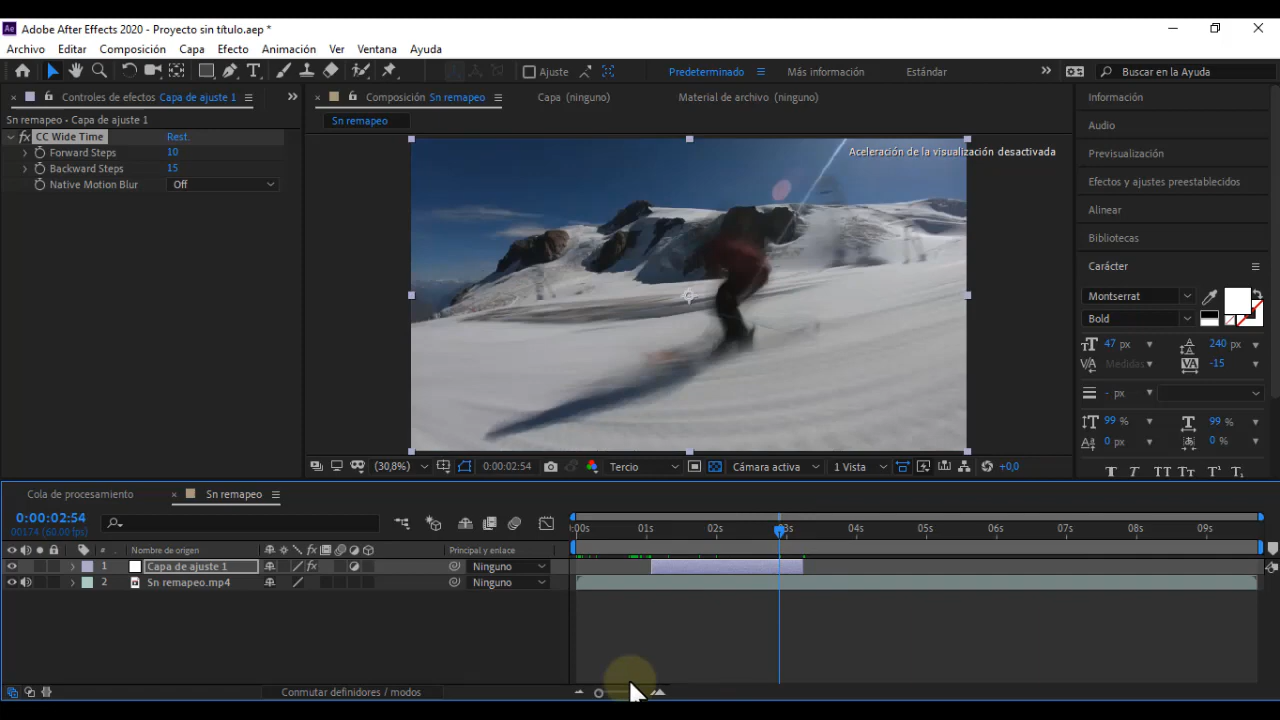 Adobe After Effects 2020 - Proyecto sin título.aep *
Archivo Editar Composición Capa Efecto Animación Ver Ventana Ayuda
Ajuste Predeterminado Más información Estándar Buscar en la Ayuda
Controles de efectos Capa de ajuste 1
Sn remapeo - Capa de ajuste 1
fx CC Wide Time Rest.
Forward Steps 10
Backward Steps 15
Native Motion Blur Off
Composición Sn remapeo Capa (ninguno) Material de archivo (ninguno)
Sn remapeo
Aceleración de la visualización desactivada
(30,8%) 0:00:02:54 Tercio Cámara activa 1 Vista +0,0
Información
Audio
Previsualización
Efectos y ajustes preestablecidos
Alinear
Bibliotecas
Carácter
Montserrat
Bold
47 px 240 px
Medidas -15
- px
99 % 99 %
0 px 0 %
T T TT Tt T¹ T,
Cola de procesamiento Sn remapeo
0:00:02:54
00174 (60.00 fps)
:00s 01s 02s 03s 04s 05s 06s 07s 08s 09s
# Nombre de origen fx Principal y enlace
1 Capa de ajuste 1 fx Ninguno
2 Sn remapeo.mp4 Ninguno
Conmutar definidores / modos